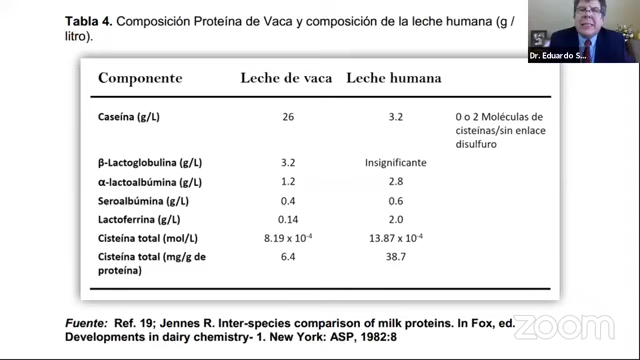 Tabla 4. Composición Proteína de Vaca y composición de la leche humana (g /
litro).
Dr. Eduardo S...
Componente Leche de vaca Leche humana
Caseína (g/L) 26 3.2 0 o 2 Moléculas de
cisteínas/sin enlace
disulfuro
β-Lactoglobulina (g/L) 3.2 Insignificante
α-lactoalbúmina (g/L) 1.2 2.8
Seroalbúmina (g/L) 0.4 0.6
Lactoferrina (g/L) 0.14 2.0
Cisteína total (mol/L) 8.19 x 10⁻⁴ 13.87 x 10⁻⁴
Cisteína total (mg/g de 6.4 38.7
proteína)
Fuente: Ref. 19; Jennes R. Inter-species comparison of milk proteins. In Fox, ed.
Developments in dairy chemistry- 1. New York: ASP, 1982:8
zoom